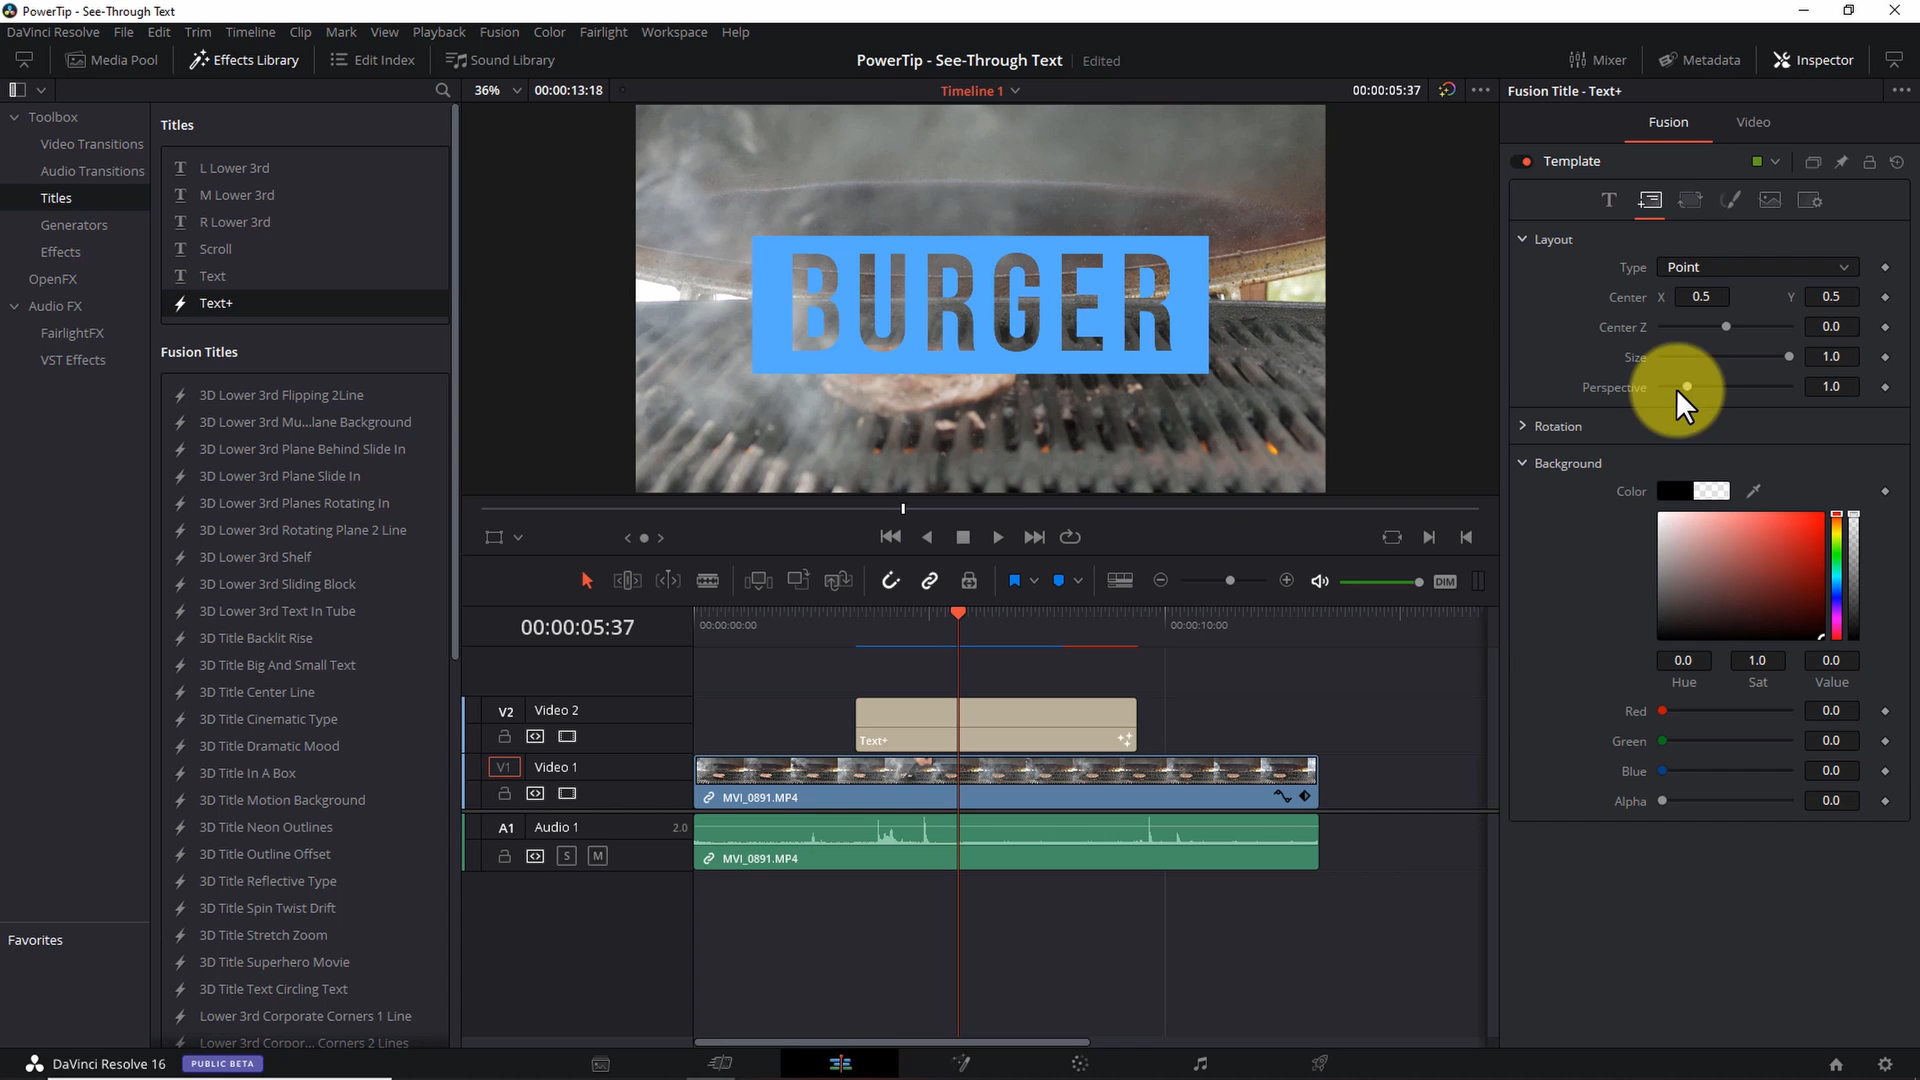 PowerTip - See-Through Text
DaVinci Resolve File Edit Trim Timeline Clip Mark View Playback Fusion Color Fairlight Workspace Help
Media Pool Effects Library Edit Index Sound Library PowerTip - See-Through Text Edited Mixer Metadata Inspector
36% 00:00:13:18 Timeline 1 00:00:05:37 Fusion Title - Text+
Toolbox
Video Transitions
Audio Transitions
Titles
Generators
Effects
OpenFX
Audio FX
FairlightFX
VST Effects
Favorites
Titles
L Lower 3rd
M Lower 3rd
R Lower 3rd
Scroll
Text
Text+
Fusion Titles
3D Lower 3rd Flipping 2Line
3D Lower 3rd Mu...lane Background
3D Lower 3rd Plane Behind Slide In
3D Lower 3rd Plane Slide In
3D Lower 3rd Planes Rotating In
3D Lower 3rd Rotating Plane 2 Line
3D Lower 3rd Shelf
3D Lower 3rd Sliding Block
3D Lower 3rd Text In Tube
3D Title Backlit Rise
3D Title Big And Small Text
3D Title Center Line
3D Title Cinematic Type
3D Title Dramatic Mood
3D Title In A Box
3D Title Motion Background
3D Title Neon Outlines
3D Title Outline Offset
3D Title Reflective Type
3D Title Spin Twist Drift
3D Title Stretch Zoom
3D Title Superhero Movie
3D Title Text Circling Text
Lower 3rd Corporate Corners 1 Line
Lower 3rd Corpor... Corners 2 Lines
BURGER
DIM
00:00:05:37 00:00:00:00 00:00:10:00
V2 Video 2
Text+
V1 Video 1
MVI_0891.MP4
A1 Audio 1 2.0
S M MVI_0891.MP4
Fusion Video
Template
Layout
Type Point
Center X 0.5 Y 0.5
Center Z 0.0
Size 1.0
Perspective 1.0
Rotation
Background
Color
0.0 1.0 0.0
Hue Sat Value
Red 0.0
Green 0.0
Blue 0.0
Alpha 0.0
DaVinci Resolve 16 PUBLIC BETA